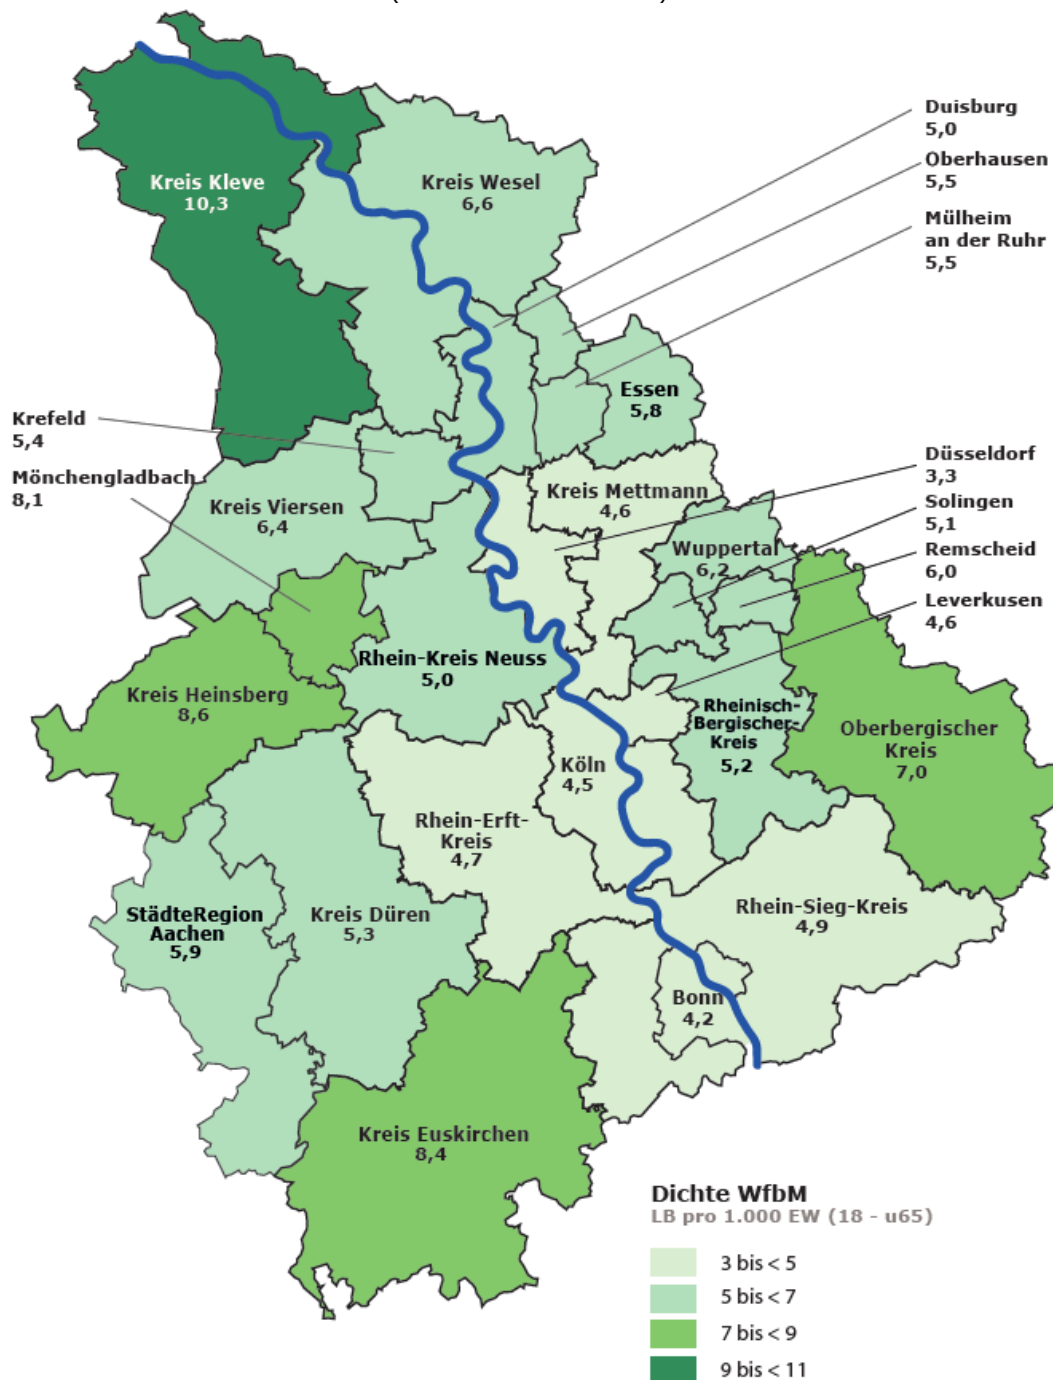 Duisburg
5,0
Oberhausen
5,5
Mülheim
an der Ruhr
5,5
Kreis Kleve
10,3
Kreis Wesel
6,6
Essen
5,8
Krefeld
5,4
Mönchengladbach
8,1
Kreis Viersen
6,4
Kreis Mettmann
4,6
Düsseldorf
3,3
Solingen
5,1
Remscheid
6,0
Leverkusen
4,6
Wuppertal
6,2
Rhein-Kreis Neuss
5,0
Kreis Heinsberg
8,6
Rheinisch-
Bergischer-
Kreis
5,2
Oberbergischer
Kreis
7,0
Köln
4,5
Rhein-Erft-
Kreis
4,7
StädteRegion
Aachen
5,9
Kreis Düren
5,3
Rhein-Sieg-Kreis
4,9
Bonn
4,2
Kreis Euskirchen
8,4
Dichte WfbM
LB pro 1.000 EW (18 - u65)
3 bis < 5
5 bis < 7
7 bis < 9
9 bis < 11